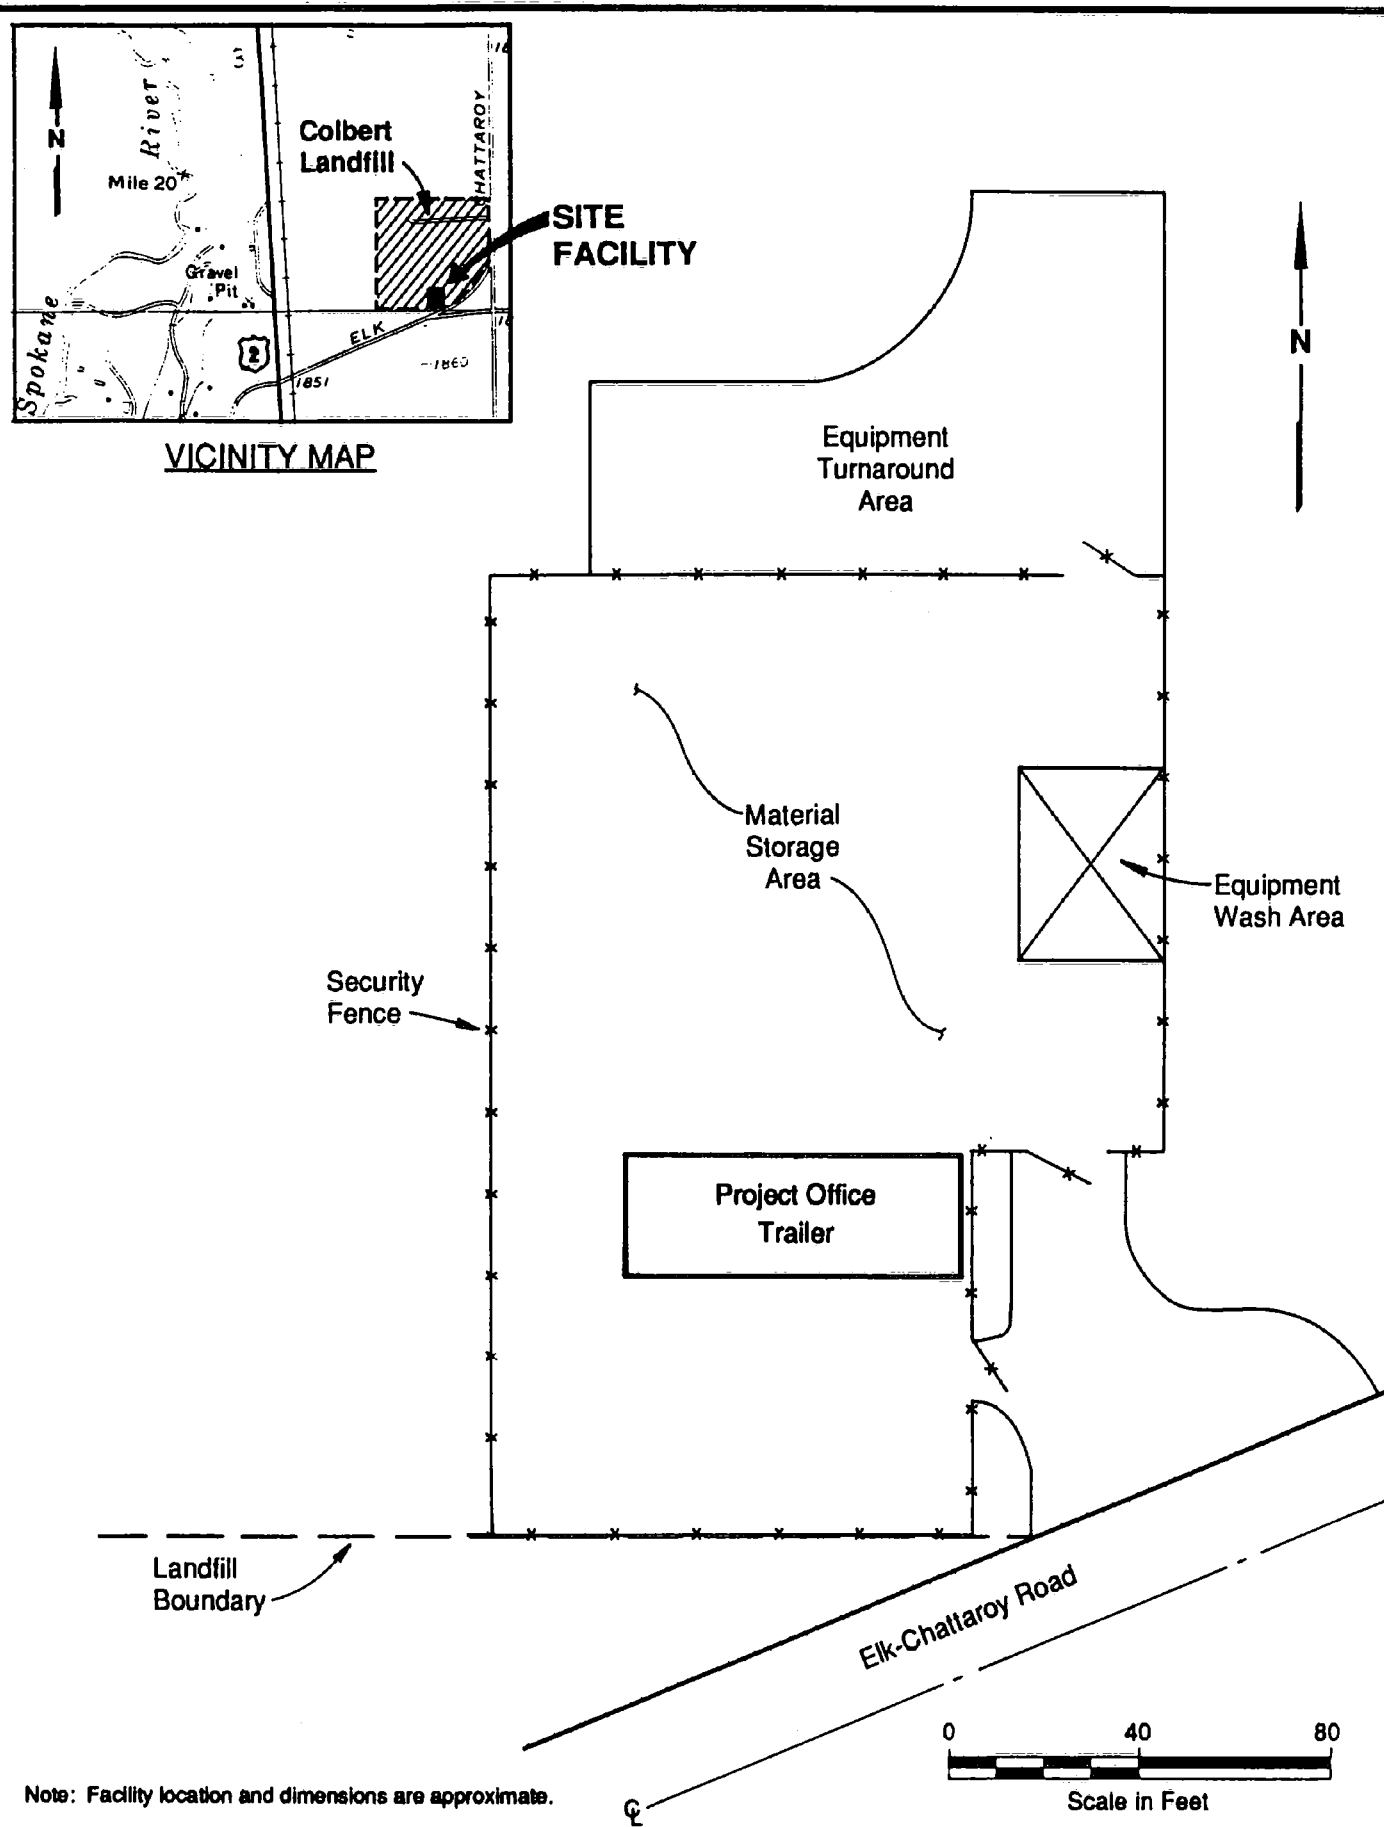 N
River
Mile 20
Colbert
Landfill
CHATTAROY
SITE
FACILITY
Gravel
Pit
Spokane
2
ELK
1851
1860
VICINITY MAP
N
Equipment
Turnaround
Area
Material
Storage
Area
Equipment
Wash Area
Security
Fence
Project Office
Trailer
Landfill
Boundary
Elk-Chattaroy Road
0 40 80
Scale in Feet
Note: Facility location and dimensions are approximate.
℄